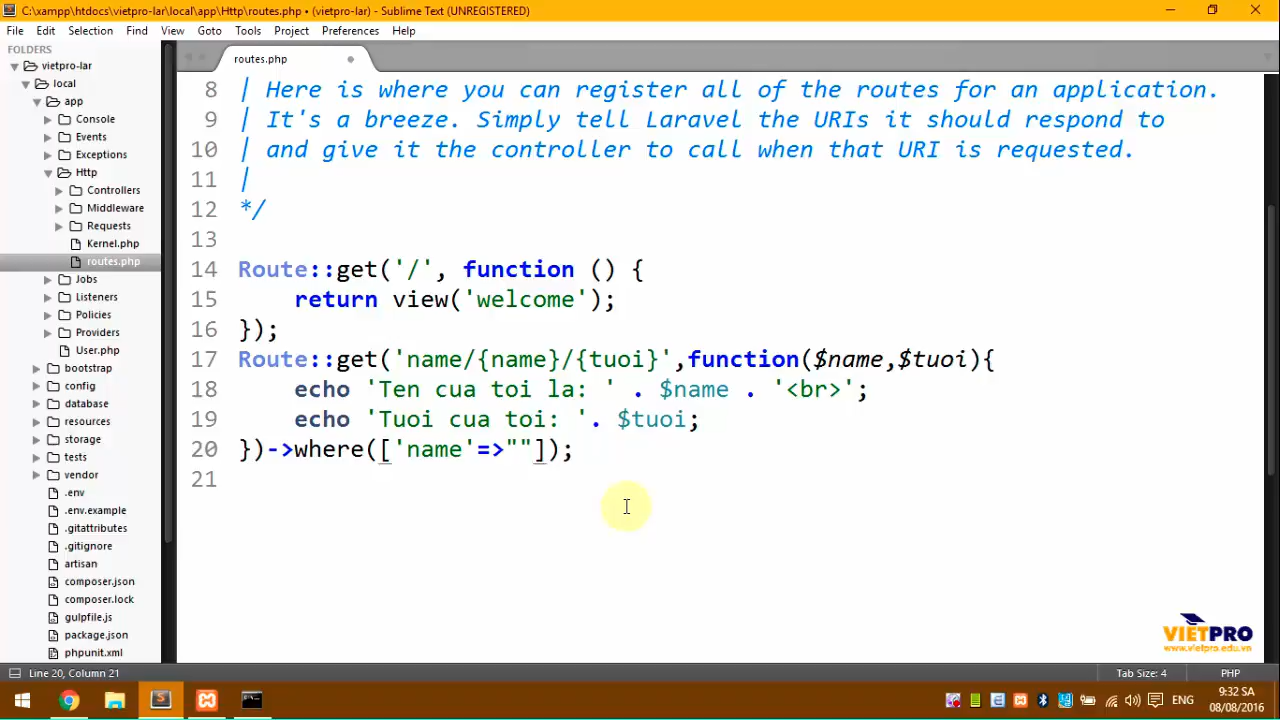 C:\xampp\htdocs\vietpro-lar\local\app\Http\routes.php • (vietpro-lar) - Sublime Text (UNREGISTERED)
File Edit Selection Find View Goto Tools Project Preferences Help
FOLDERS
vietpro-lar
local
app
Console
Events
Exceptions
Http
Controllers
Middleware
Requests
Kernel.php
routes.php
Jobs
Listeners
Policies
Providers
User.php
bootstrap
config
database
resources
storage
tests
vendor
.env
.env.example
.gitattributes
.gitignore
artisan
composer.json
composer.lock
gulpfile.js
package.json
phpunit.xml
routes.php
8 | Here is where you can register all of the routes for an application.
9 | It's a breeze. Simply tell Laravel the URIs it should respond to
10 | and give it the controller to call when that URI is requested.
11 |
12 */
13
14 Route::get('/', function () {
15 return view('welcome');
16 });
17 Route::get('name/{name}/{tuoi}',function($name,$tuoi){
18 echo 'Ten cua toi la: ' . $name . '<br>';
19 echo 'Tuoi cua toi: '. $tuoi;
20 })->where(['name'=>""]);
21
VIETPRO
www.vietpro.edu.vn
Line 20, Column 21 Tab Size: 4 PHP
ENG
9:32 SA
08/08/2016